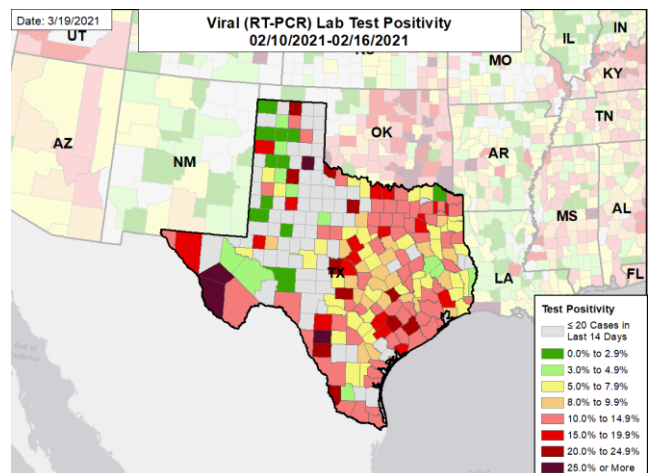 Date: 3/19/2021
Viral (RT-PCR) Lab Test Positivity
02/10/2021-02/16/2021
UT
MO
IL
IN
KY
AZ
NM
OK
TN
AR
MS
AL
TX
LA
FL
Test Positivity
≤ 20 Cases in
Last 14 Days
0.0% to 2.9%
3.0% to 4.9%
5.0% to 7.9%
8.0% to 9.9%
10.0% to 14.9%
15.0% to 19.9%
20.0% to 24.9%
25.0% or More